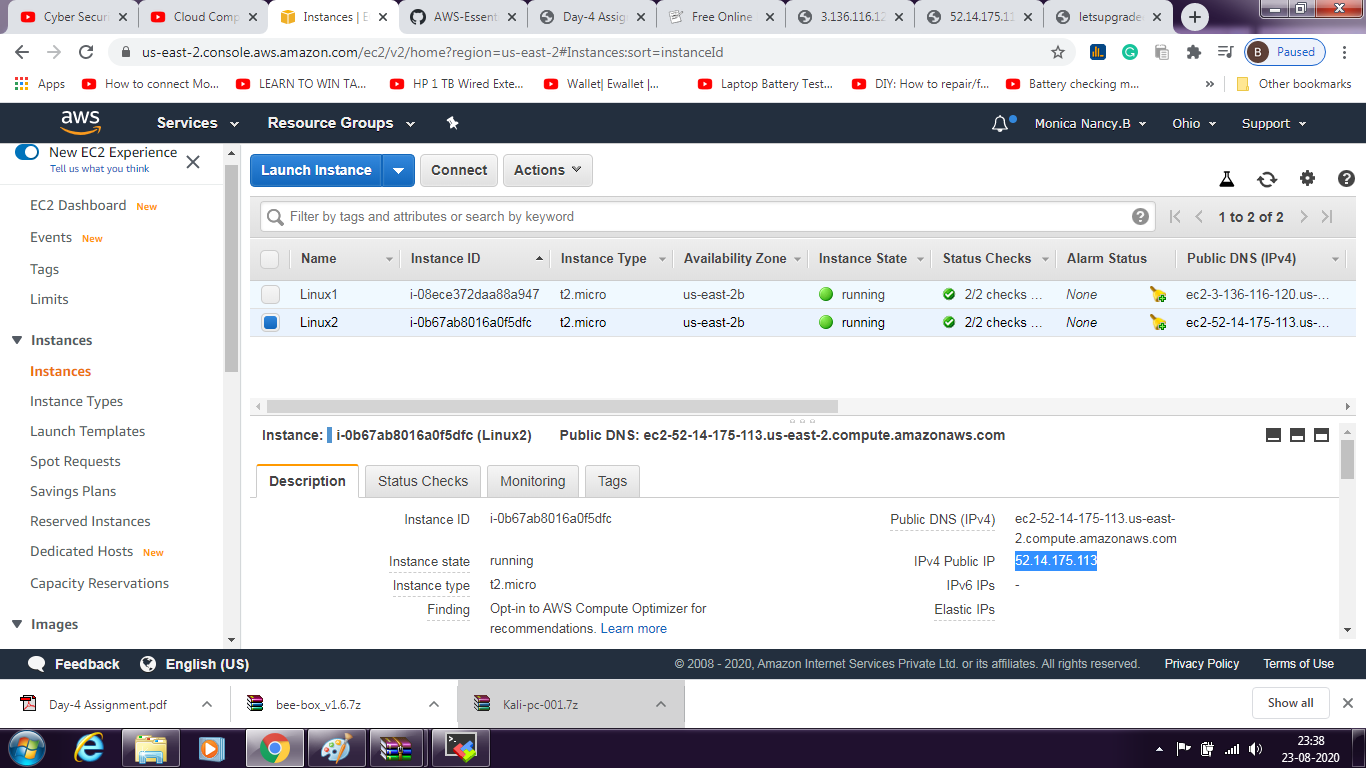 Cyber Securi
Cloud Comp
Instances | E
AWS-Essent
Day-4 Assig
Free Online
3.136.116.12
52.14.175.11
letsupgrade
us-east-2.console.aws.amazon.com/ec2/v2/home?region=us-east-2#Instances:sort=instanceId
B Paused
Apps
How to connect Mo...
LEARN TO WIN TA...
HP 1 TB Wired Exte...
Wallet| Ewallet |...
Laptop Battery Test...
DIY: How to repair/f...
Battery checking m...
»
Other bookmarks
aws
Services
Resource Groups
Monica Nancy.B
Ohio
Support
New EC2 Experience
Tell us what you think
EC2 Dashboard New
Events New
Tags
Limits
Instances
Instances
Instance Types
Launch Templates
Spot Requests
Savings Plans
Reserved Instances
Dedicated Hosts New
Capacity Reservations
Images
Launch Instance
Connect
Actions
Filter by tags and attributes or search by keyword
1 to 2 of 2
Name Instance ID Instance Type Availability Zone Instance State Status Checks Alarm Status Public DNS (IPv4)
Linux1 i-08ece372daa88a947 t2.micro us-east-2b running 2/2 checks ... None ec2-3-136-116-120.us-...
Linux2 i-0b67ab8016a0f5dfc t2.micro us-east-2b running 2/2 checks ... None ec2-52-14-175-113.us-...
Instance: i-0b67ab8016a0f5dfc (Linux2) Public DNS: ec2-52-14-175-113.us-east-2.compute.amazonaws.com
Description
Status Checks
Monitoring
Tags
Instance ID i-0b67ab8016a0f5dfc
Instance state running
Instance type t2.micro
Finding Opt-in to AWS Compute Optimizer for
recommendations. Learn more
Public DNS (IPv4) ec2-52-14-175-113.us-east-
2.compute.amazonaws.com
IPv4 Public IP 52.14.175.113
IPv6 IPs -
Elastic IPs
Feedback
English (US)
© 2008 - 2020, Amazon Internet Services Private Ltd. or its affiliates. All rights reserved.
Privacy Policy
Terms of Use
Day-4 Assignment.pdf
bee-box_v1.6.7z
Kali-pc-001.7z
Show all
23:38
23-08-2020